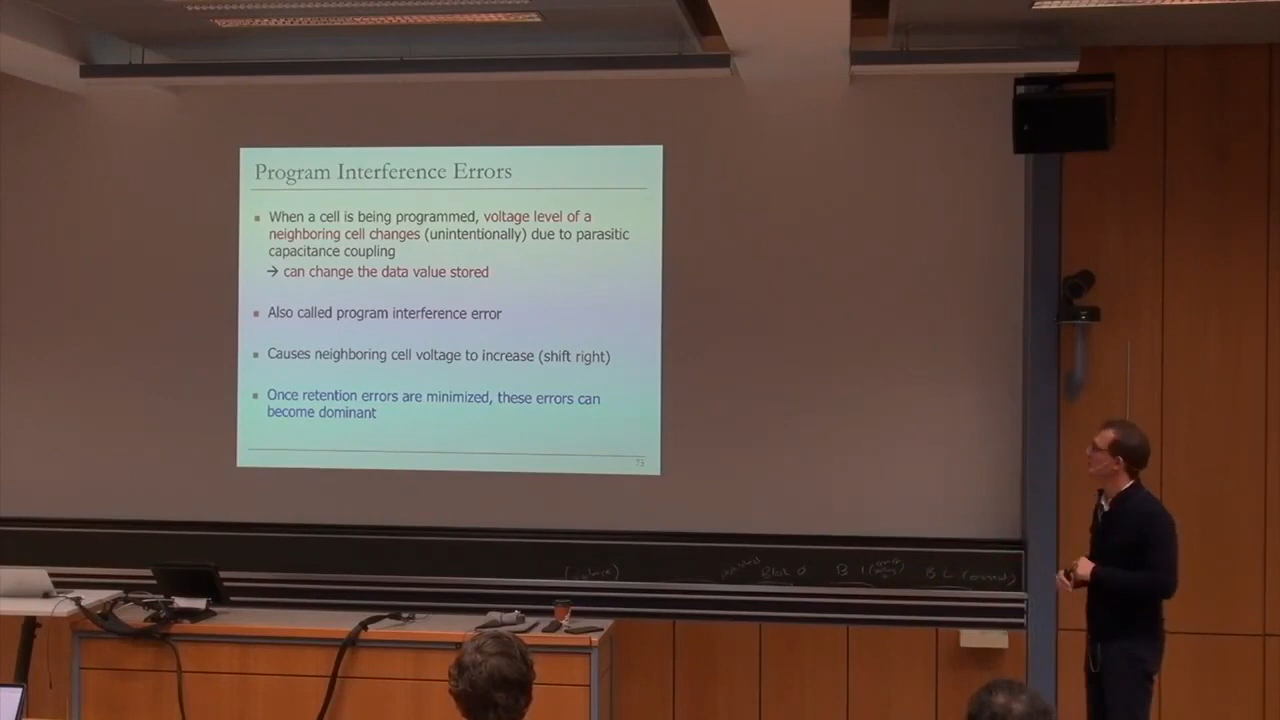 Program Interference Errors
▪ When a cell is being programmed, voltage level of a
neighboring cell changes (unintentionally) due to parasitic
capacitance coupling
→ can change the data value stored
▪ Also called program interference error
▪ Causes neighboring cell voltage to increase (shift right)
▪ Once retention errors are minimized, these errors can
become dominant
73